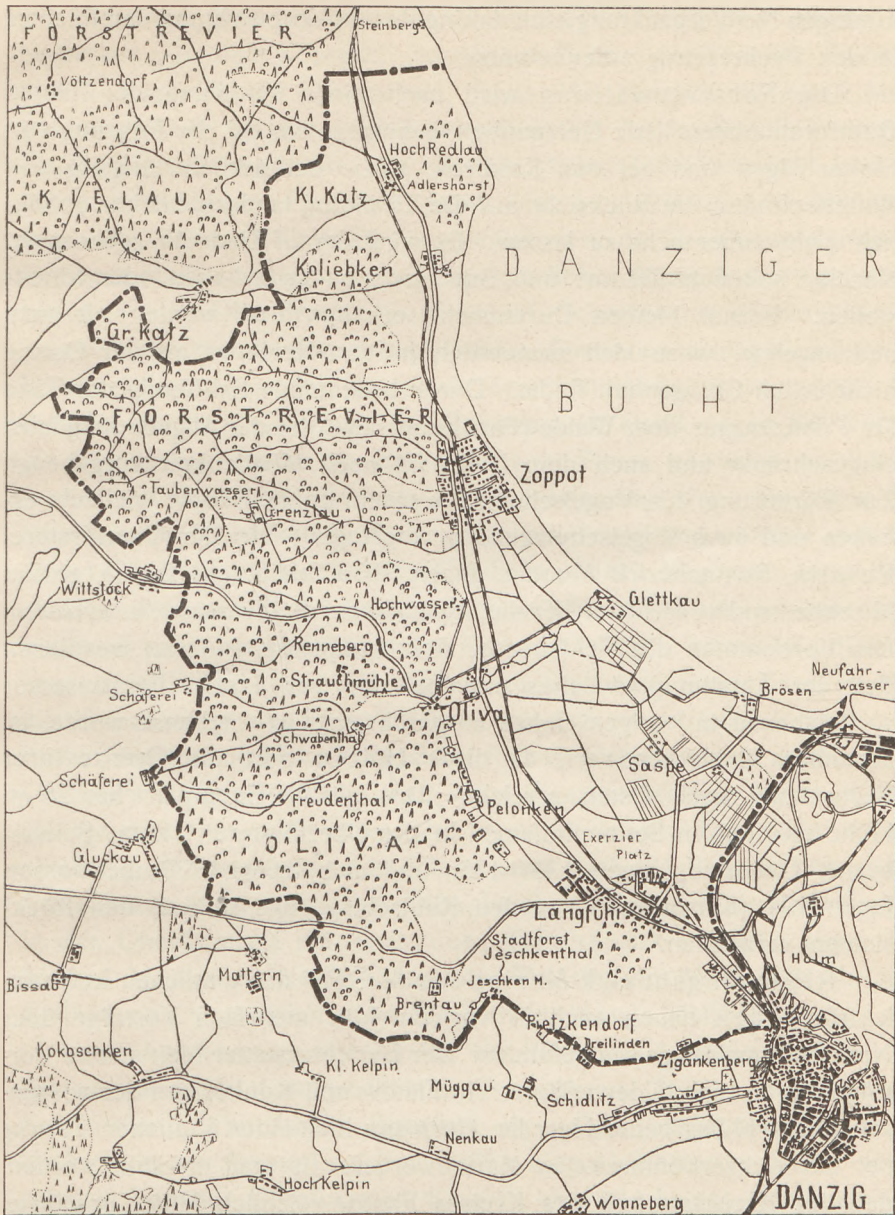 FORSTREVIER
Steinberg
Völtzendorf
Hoch Redlau
Adlershorst
KIELAU
Kl. Katz
Koliebken
DANZIGER
Gr. Katz
BUCHT
FORSTREVIER
Zoppot
Taubenwasser
Grenzlau
Wittstock
Hochwasser
Glettkau
Renneberg
Neufahr-
wasser
Strauchmühle
Schäferei
Brösen
Oliva
Schwabenthal
Saspe
Schäferei
Freudenthal
Pelonken
Exerzier
Platz
OLIVA
Gluckau
Langfuhr
Stadtforst
Jeschkenthal
Holm
Bissau
Mattern
Jeschken M.
Brentau
Pietzkendorf
Dreilinden
Kokoschken
Zigankenberg
Kl. Kelpin
Müggau
Schidlitz
Nenkau
Hoch Kelpin
Wonneberg
DANZIG